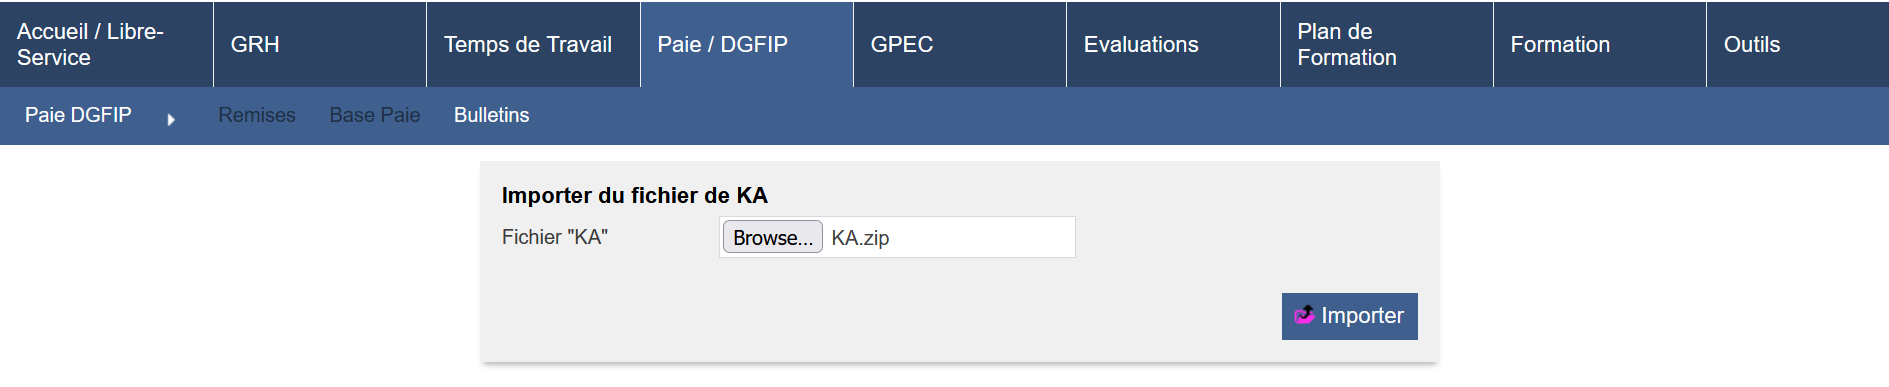 Accueil / Libre-
Service
GRH
Temps de Travail
Paie / DGFIP
GPEC
Evaluations
Plan de
Formation
Formation
Outils
Paie DGFIP
Remises
Base Paie
Bulletins
Importer du fichier de KA
Fichier "KA"
Browse...
KA.zip
Importer